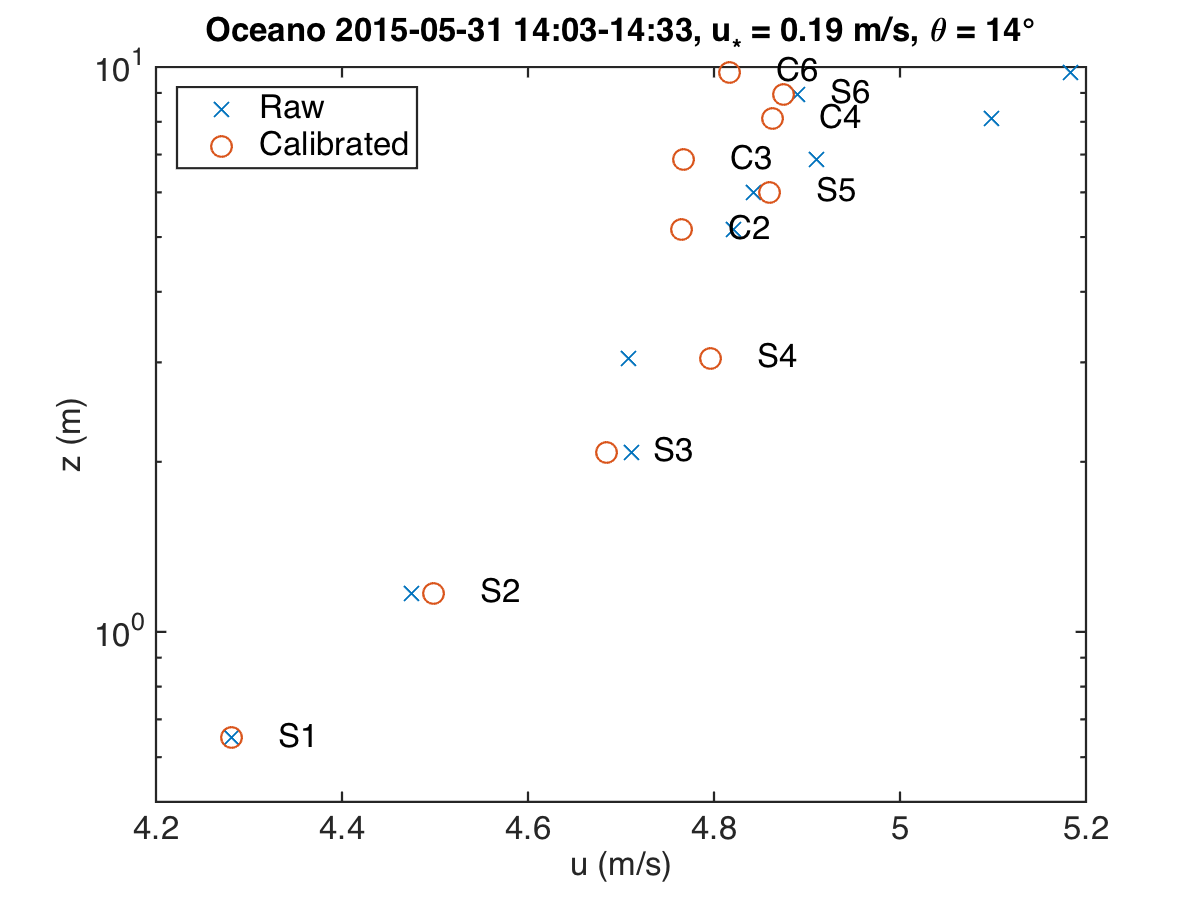 Oceano 2015-05-31 14:03-14:33, u* = 0.19 m/s, θ = 14°
10^1
Raw
Calibrated
C6
S6
C4
C3
S5
C2
S4
z (m)
S3
10^0
S2
S1
4.2 4.4 4.6 4.8 5 5.2
u (m/s)